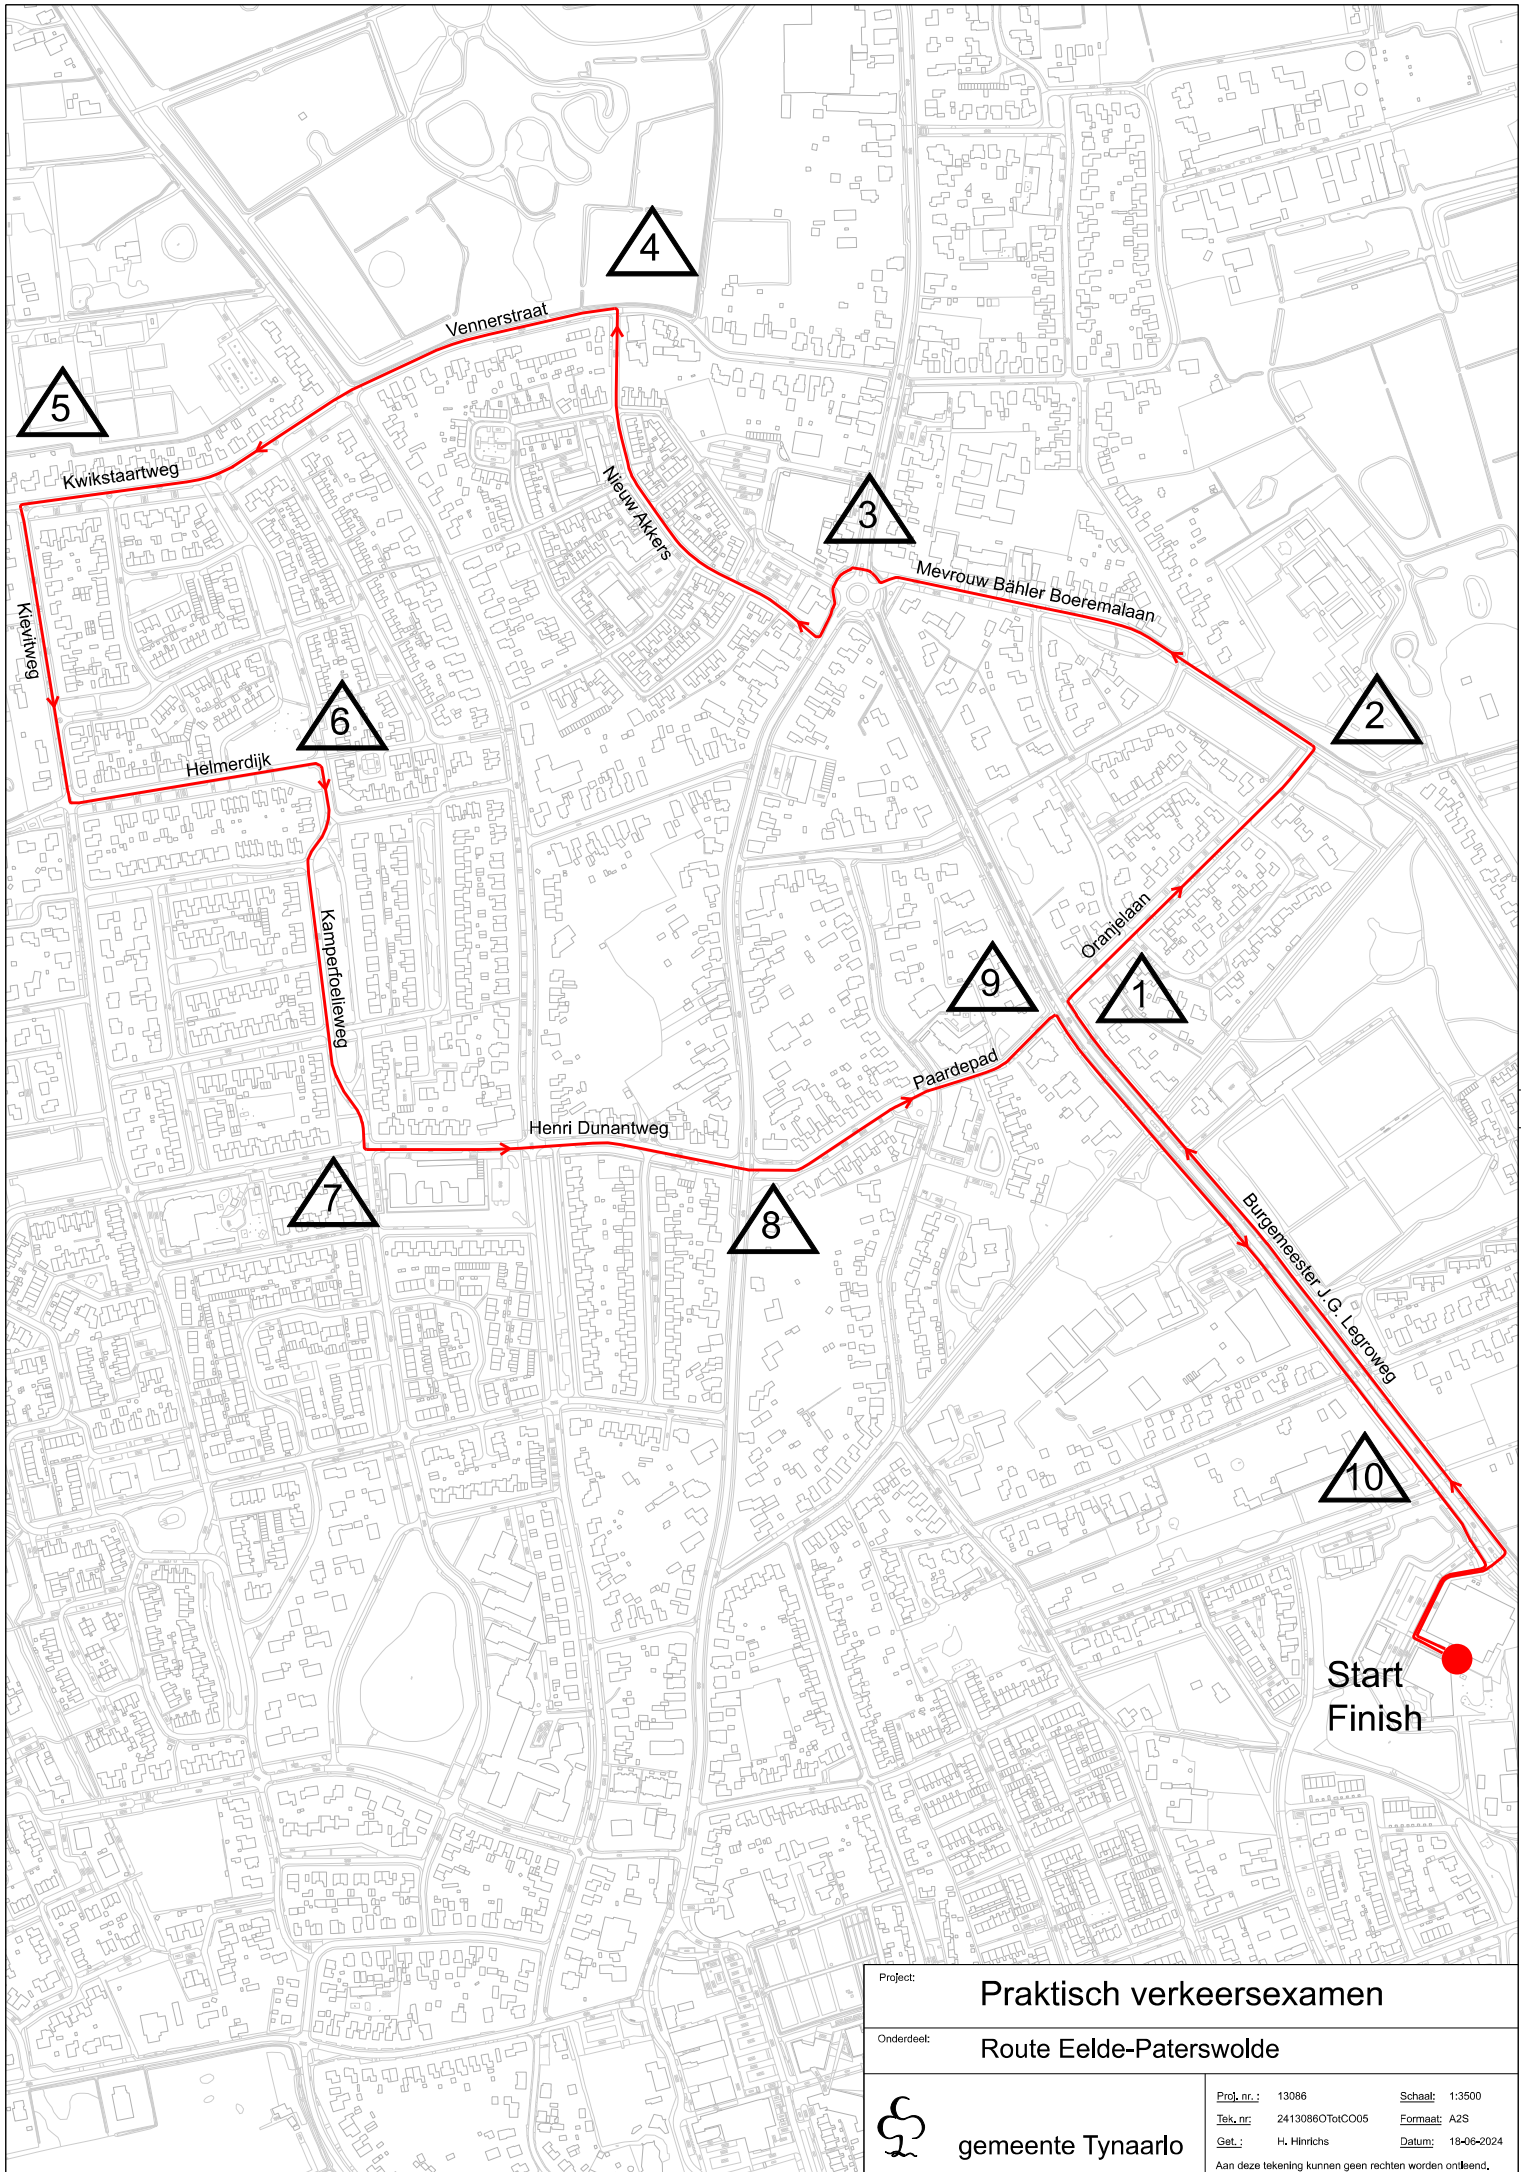 4
Vennerstraat
5
Kwikstaartweg
Nieuw Akkers
3
Mevrouw Bähler Boeremalaan
Kievitweg
6
2
Helmerdijk
Oranjelaan
Kamperfoelieweg
9
1
Paardepad
Henri Dunantweg
7
8
Burgemeester J.G. Legroweg
10
Start
Finish
Project:
Praktisch verkeersexamen
Onderdeel:
Route Eelde-Paterswolde
gemeente Tynaarlo
Proj. nr. : 13086 Schaal: 1:3500
Tek. nr: 2413086OTotCO05 Formaat: A2S
Get. : H. Hinrichs Datum: 18-06-2024
Aan deze tekening kunnen geen rechten worden ontleend.